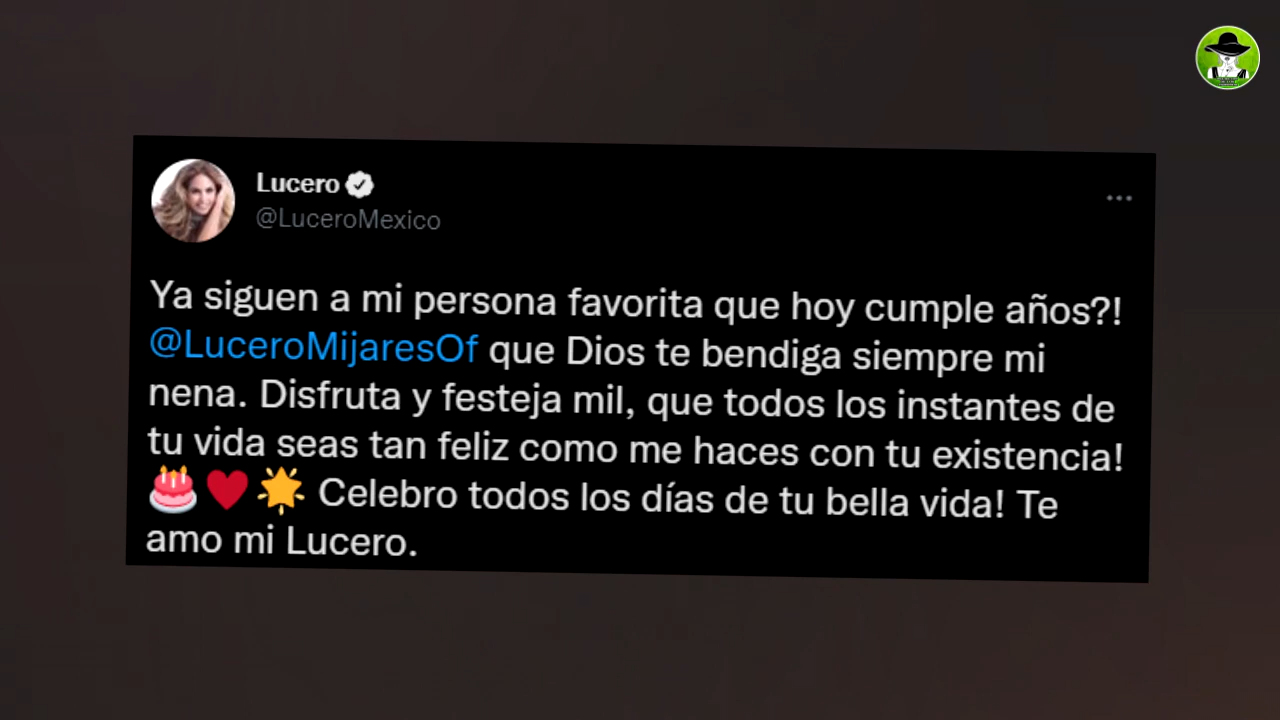 Lucero
@LuceroMexico
Ya siguen a mi persona favorita que hoy cumple años?!
@LuceroMijaresOf que Dios te bendiga siempre mi
nena. Disfruta y festeja mil, que todos los instantes de
tu vida seas tan feliz como me haces con tu existencia!
🎂❤️🌟 Celebro todos los días de tu bella vida! Te
amo mi Lucero.